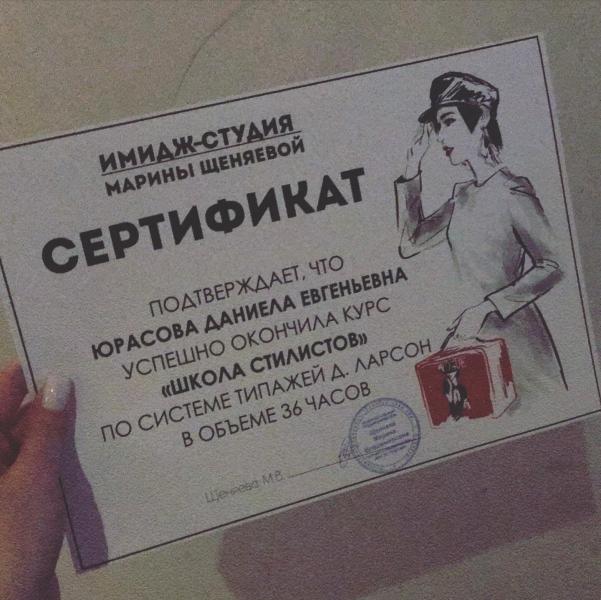 ИМИДЖ-СТУДИЯ
МАРИНЫ ЩЕНЯЕВОЙ
СЕРТИФИКАТ
ПОДТВЕРЖДАЕТ, ЧТО
ЮРАСОВА ДАНИЕЛА ЕВГЕНЬЕВНА
УСПЕШНО ОКОНЧИЛА КУРС
«ШКОЛА СТИЛИСТОВ»
ПО СИСТЕМЕ ТИПАЖЕЙ Д. ЛАРСОН
В ОБЪЕМЕ 36 ЧАСОВ
Щеняева М.В.